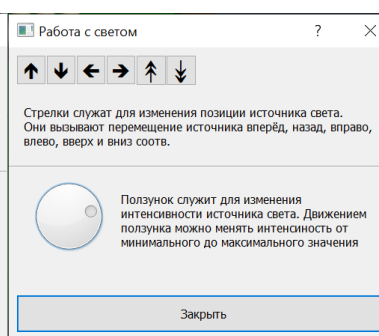 Работа с светом
Стрелки служат для изменения позиции источника света.
Они вызывают перемещение источника вперёд, назад, вправо,
влево, вверх и вниз соотв.
Ползунок служит для изменения
интенсивности источника света. Движением
ползунка можно менять интенсиность от
минимального до максимального значения
Закрыть